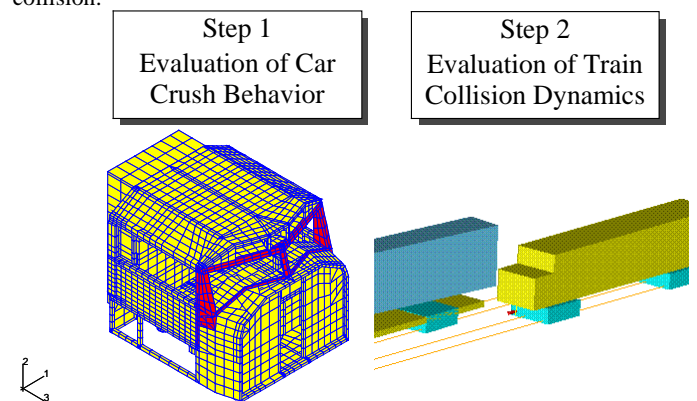 collision.
Step 1
Evaluation of Car
Crush Behavior
Step 2
Evaluation of Train
Collision Dynamics
2
1
3